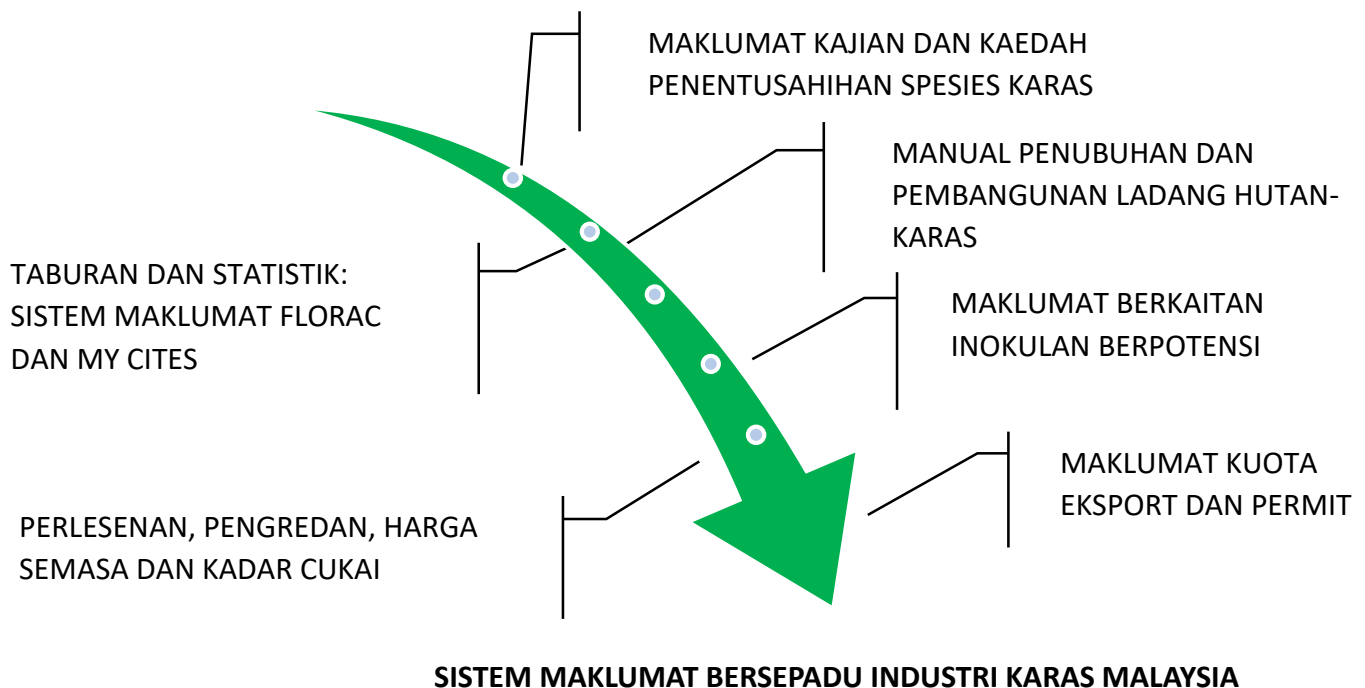 MAKLUMAT KAJIAN DAN KAEDAH
PENENTUSAHIHAN SPESIES KARAS
MANUAL PENUBUHAN DAN
PEMBANGUNAN LADANG HUTAN-
KARAS
TABURAN DAN STATISTIK:
SISTEM MAKLUMAT FLORAC
DAN MY CITES
MAKLUMAT BERKAITAN
INOKULAN BERPOTENSI
MAKLUMAT KUOTA
EKSPORT DAN PERMIT
PERLESENAN, PENGREDAN, HARGA
SEMASA DAN KADAR CUKAI
SISTEM MAKLUMAT BERSEPADU INDUSTRI KARAS MALAYSIA